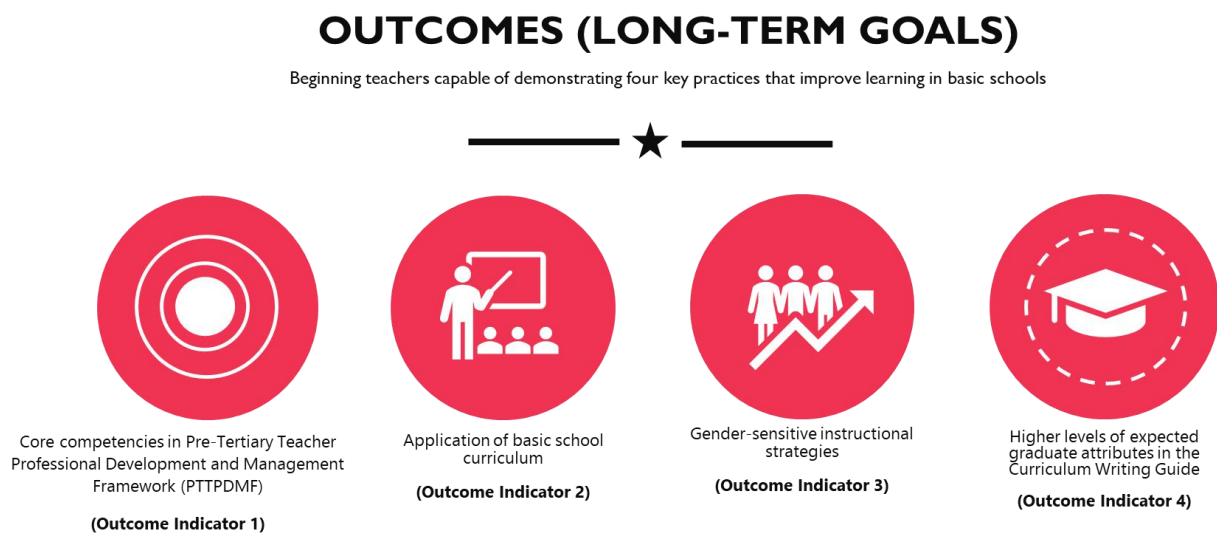 OUTCOMES (LONG-TERM GOALS)
Beginning teachers capable of demonstrating four key practices that improve learning in basic schools
Core competencies in Pre-Tertiary Teacher
Professional Development and Management
Framework (PTTPDMF)
(Outcome Indicator 1)
Application of basic school
curriculum
(Outcome Indicator 2)
Gender-sensitive instructional
strategies
(Outcome Indicator 3)
Higher levels of expected
graduate attributes in the
Curriculum Writing Guide
(Outcome Indicator 4)